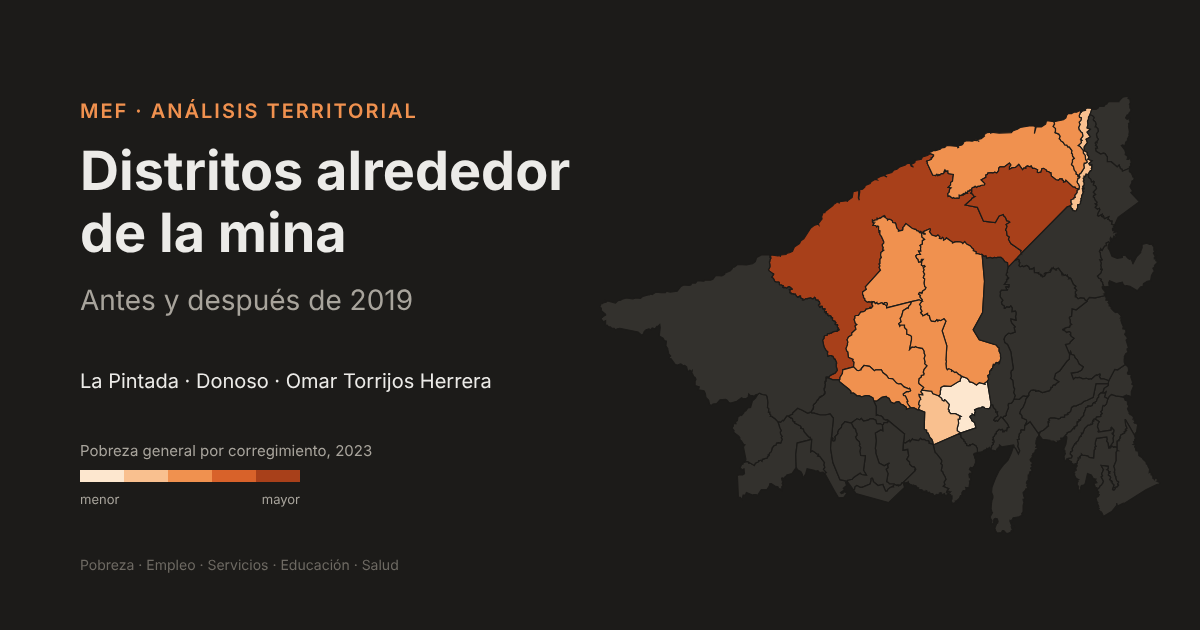 MEF · ANÁLISIS TERRITORIAL
Distritos alrededor
de la mina
Antes y después de 2019
La Pintada · Donoso · Omar Torrijos Herrera
Pobreza general por corregimiento, 2023
menor mayor
Pobreza · Empleo · Servicios · Educación · Salud